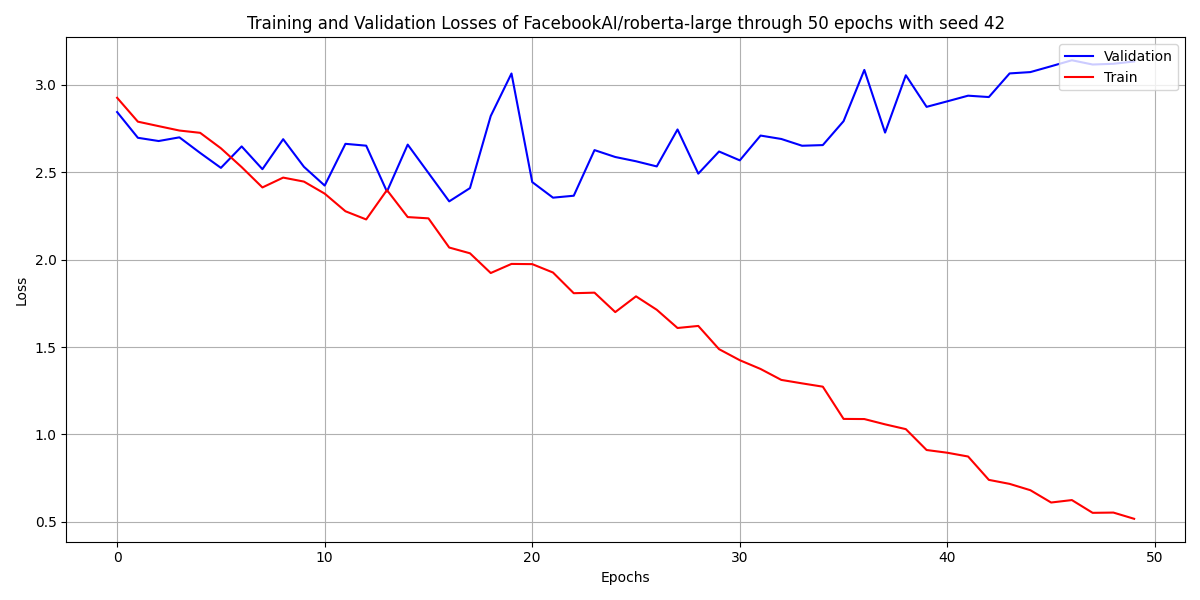 Training and Validation Losses of FacebookAI/roberta-large through 50 epochs with seed 42
Validation
Train
3.0
2.5
2.0
1.5
1.0
0.5
Loss
0 10 20 30 40 50
Epochs